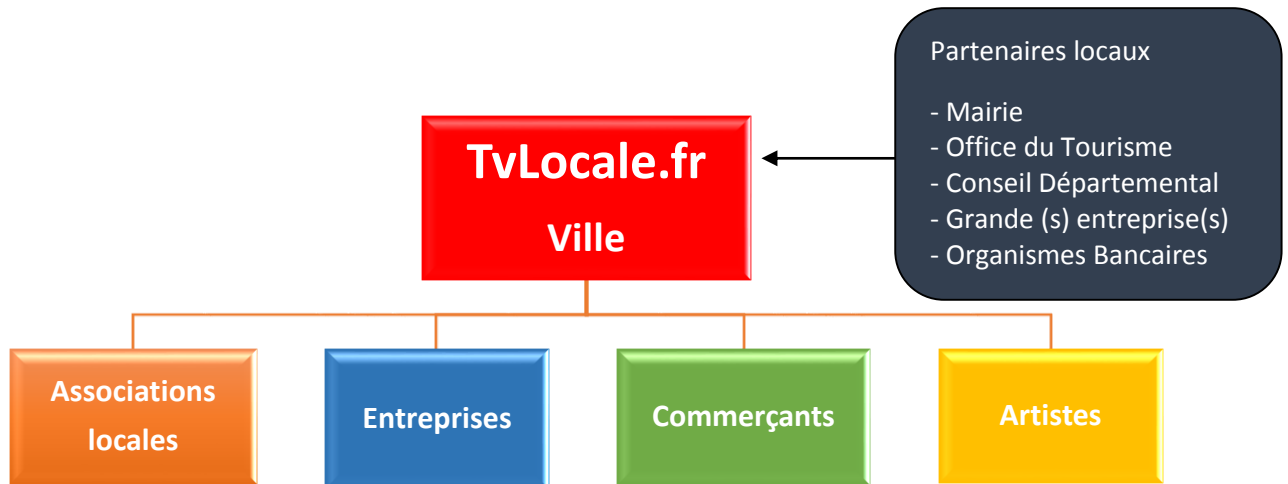 Partenaires locaux
- Mairie
- Office du Tourisme
- Conseil Départemental
- Grande (s) entreprise(s)
- Organismes Bancaires
TvLocale.fr
Ville
Associations
locales
Entreprises
Commerçants
Artistes